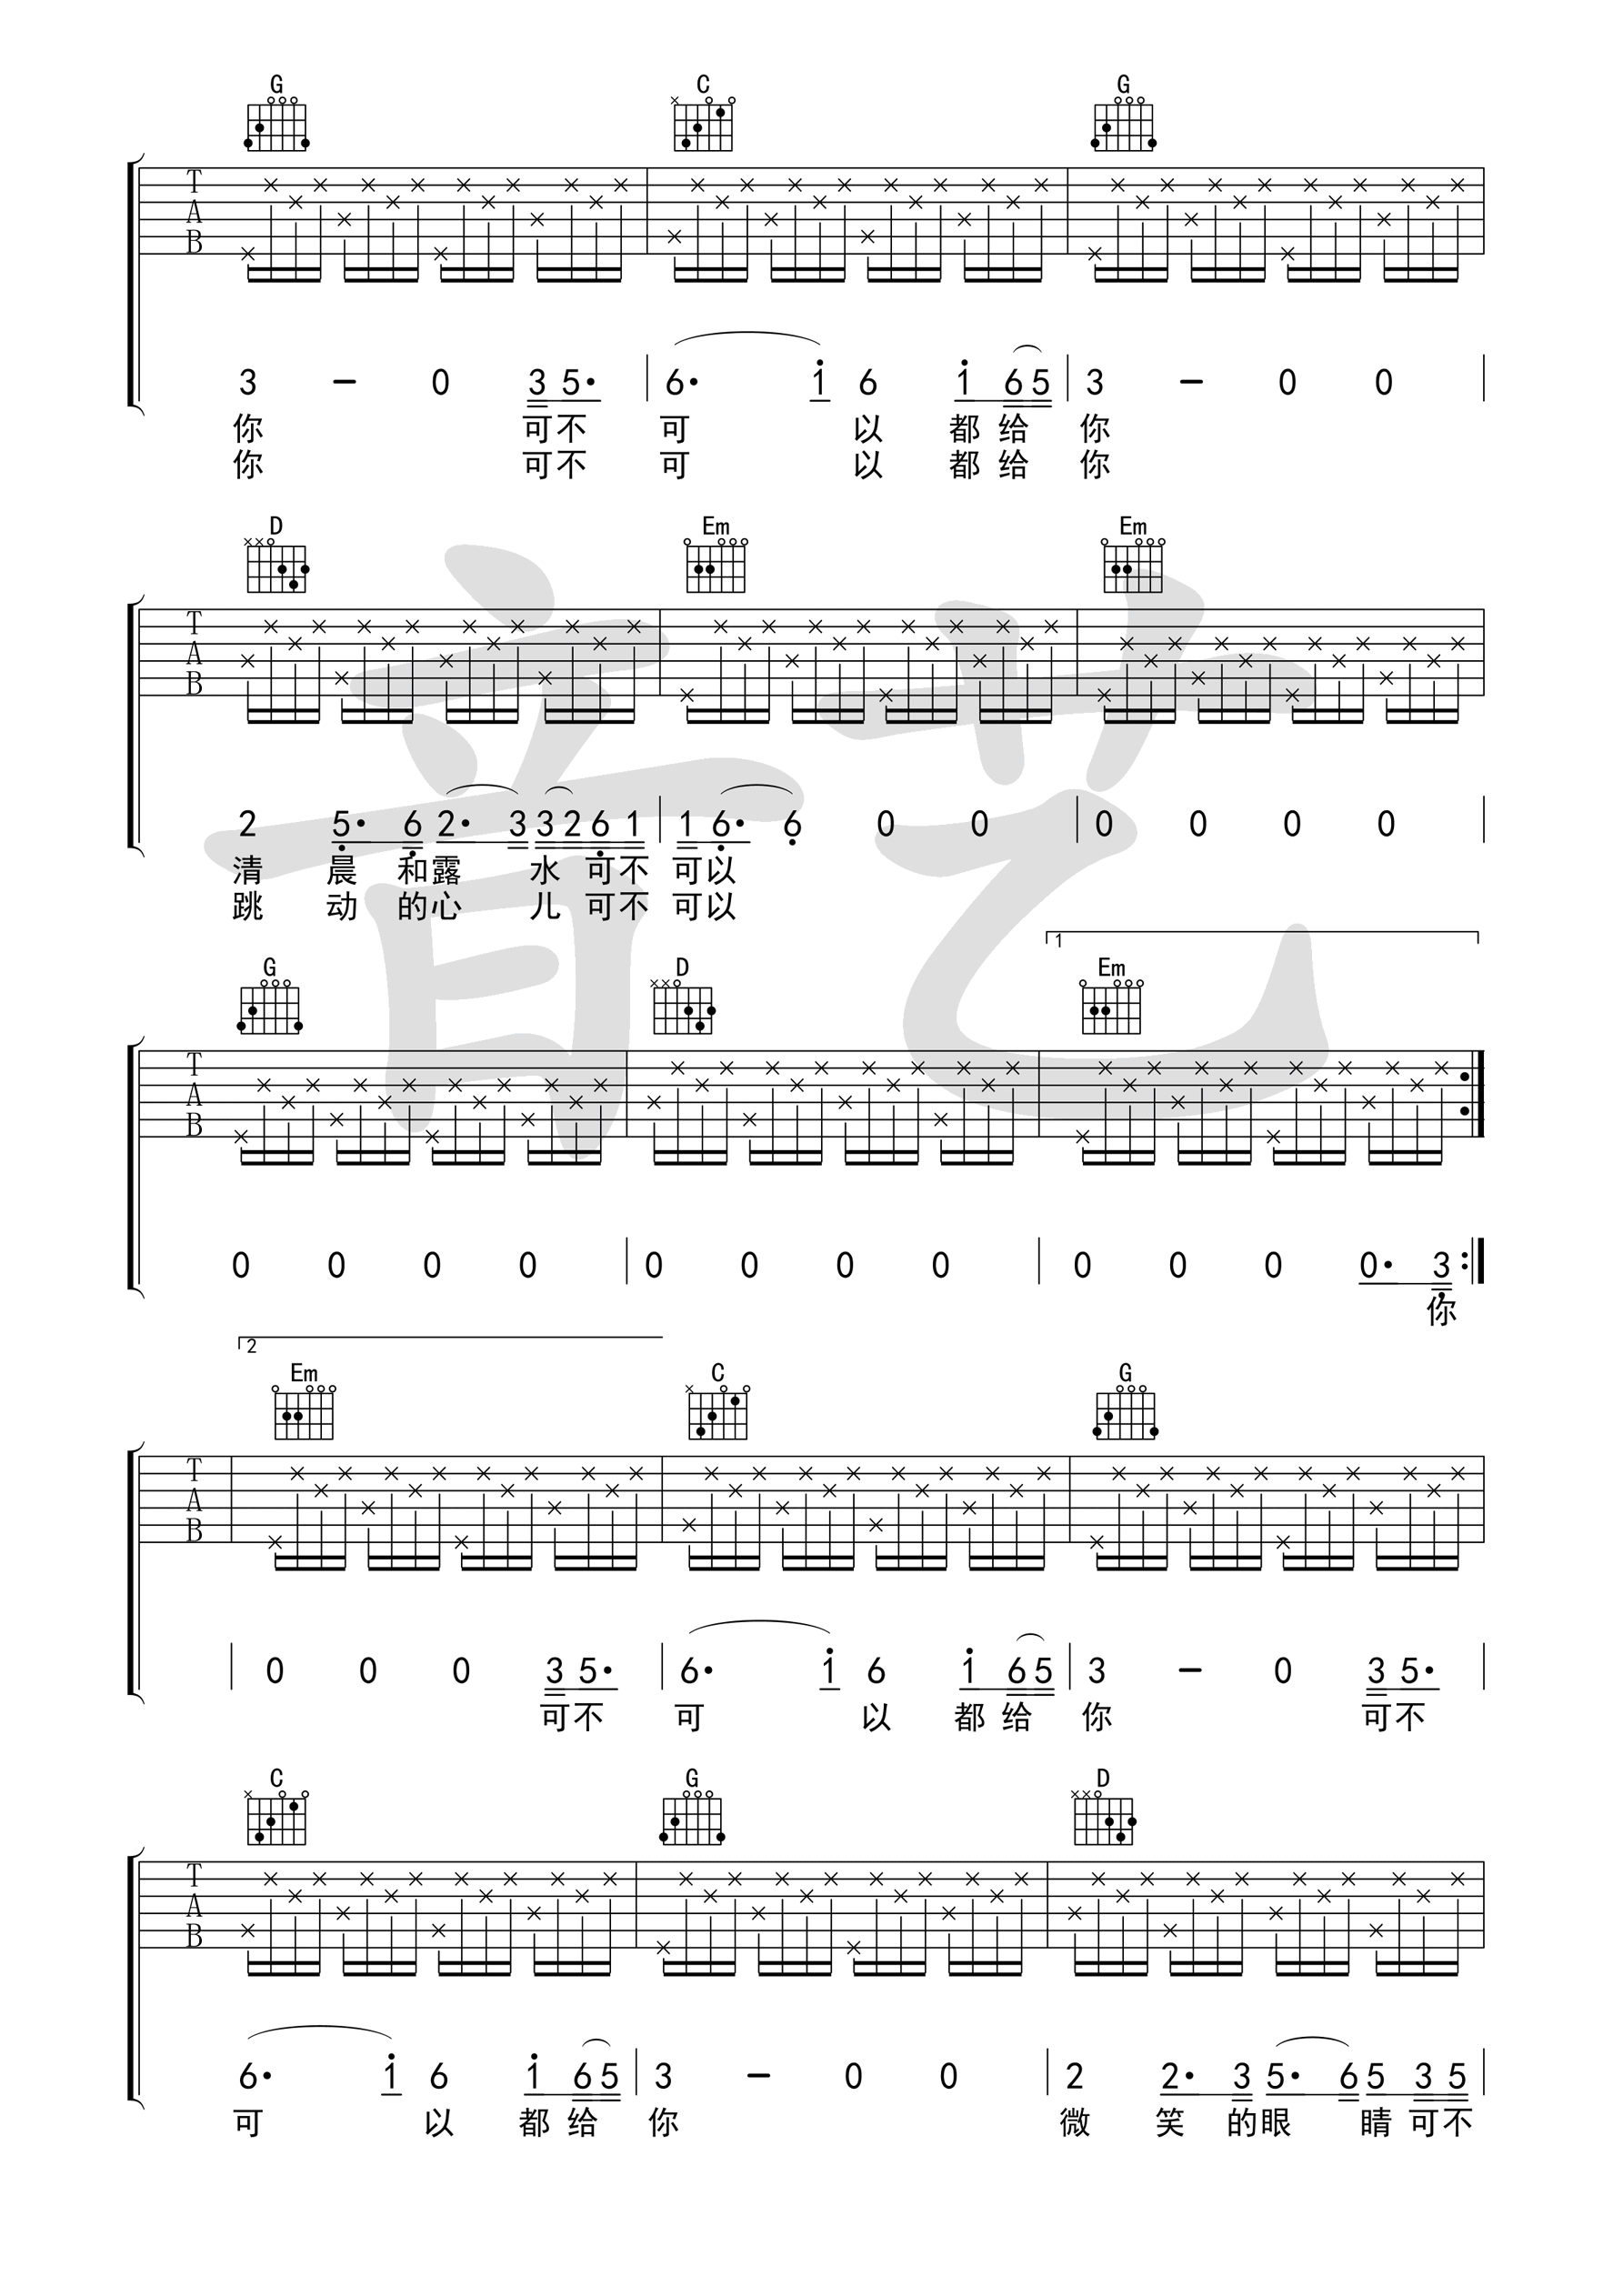 G C G
T
A
B
3 – 0 3 5· 6· 1 6 1 6 5 3 – 0 0
你 可不 可 以 都 给 你
你 可不 可 以 都 给 你
D Em Em
T
A
B
2 5· 6 2· 3 3 2 6 1 1 6· 6 0 0 0 0 0 0
清 晨 和露 水 可不 可以
跳 动 的心 儿 可不 可以
1
G D Em
T
A
B
0 0 0 0 0 0 0 0 0 0 0 0· 3
你
2
Em C G
T
A
B
0 0 0 3 5· 6· 1 6 1 6 5 3 – 0 3 5·
可不 可 以 都 给 你 可不
C G D
T
A
B
6· 1 6 1 6 5 3 – 0 0 2 2· 3 5· 6 5 3 5
可 以 都 给 你 微 笑 的眼 睛 可不
音艺